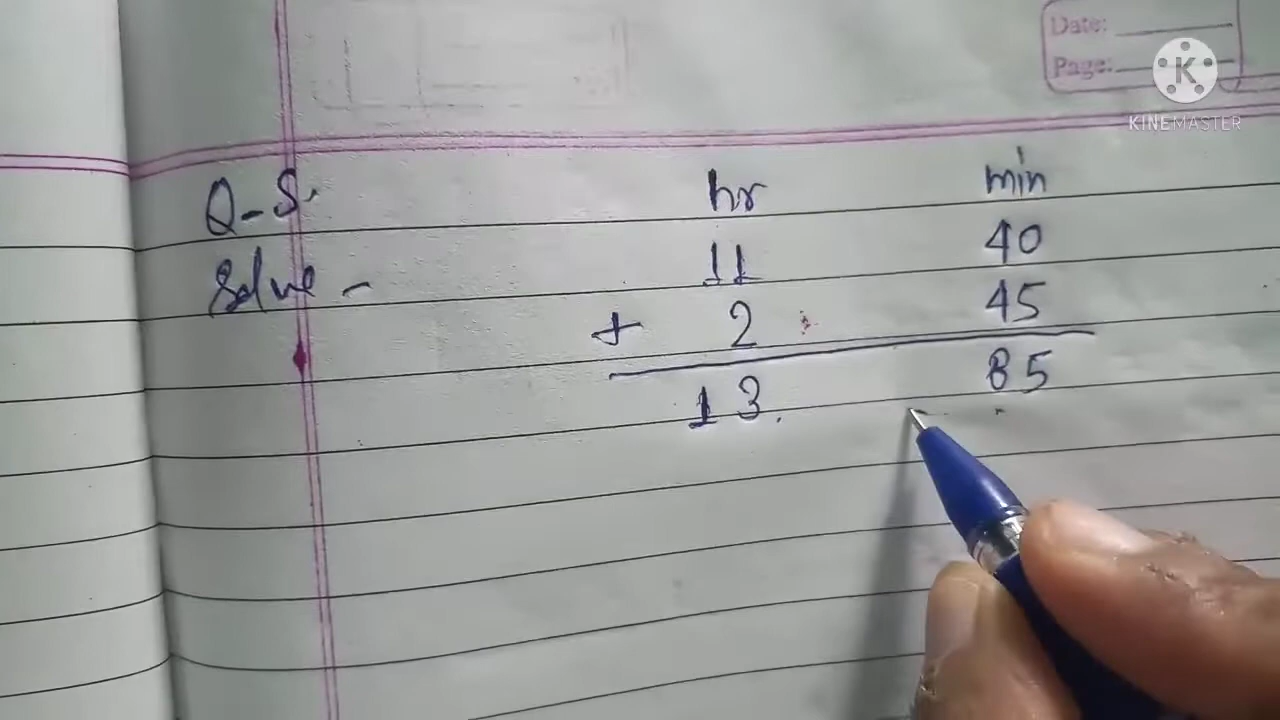 Date:
Page:
K
KINEMASTER
Q-5.
hr min
Solve - 11 40
+ 2 45
13 85